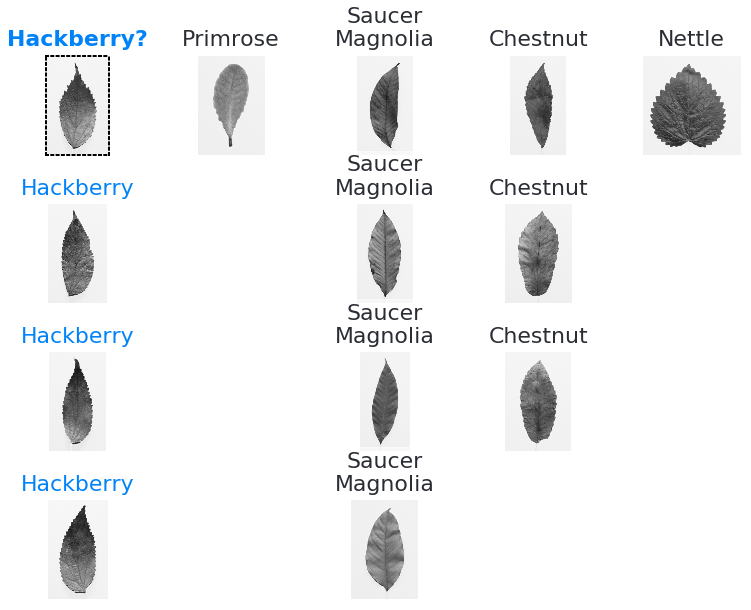 Hackberry?
Primrose
Saucer
Magnolia
Chestnut
Nettle
Hackberry
Saucer
Magnolia
Chestnut
Hackberry
Saucer
Magnolia
Chestnut
Hackberry
Saucer
Magnolia